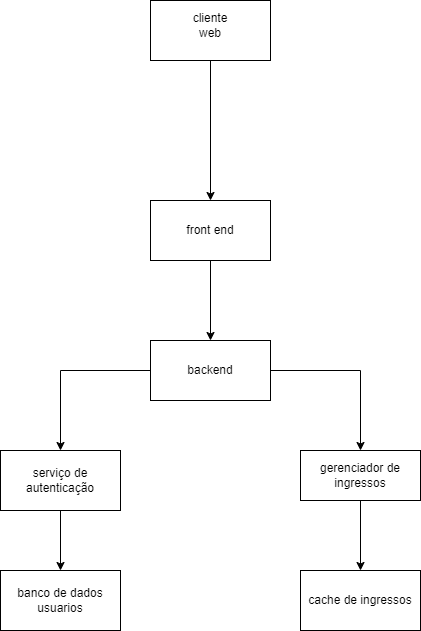 cliente
web
front end
backend
serviço de
autenticação
gerenciador de
ingressos
banco de dados
usuarios
cache de ingressos